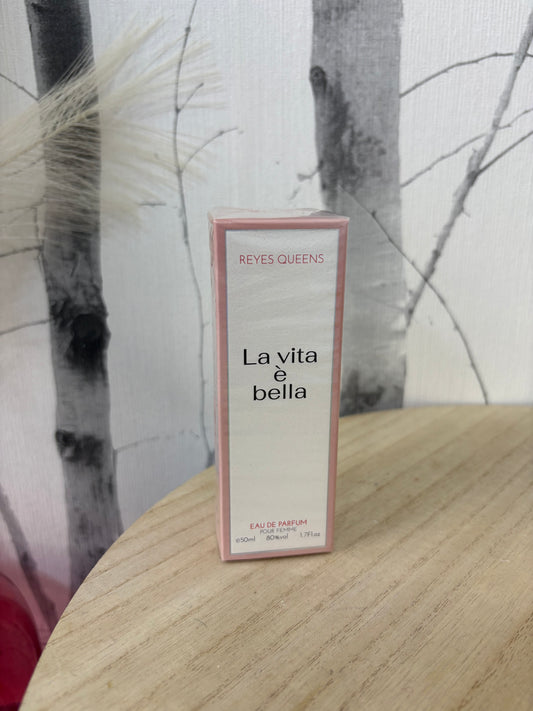 REYES QUEENS
La vita
è
bella
EAU DE PARFUM
POUR FEMME
e50ml 80%vol 1.7Fl.oz